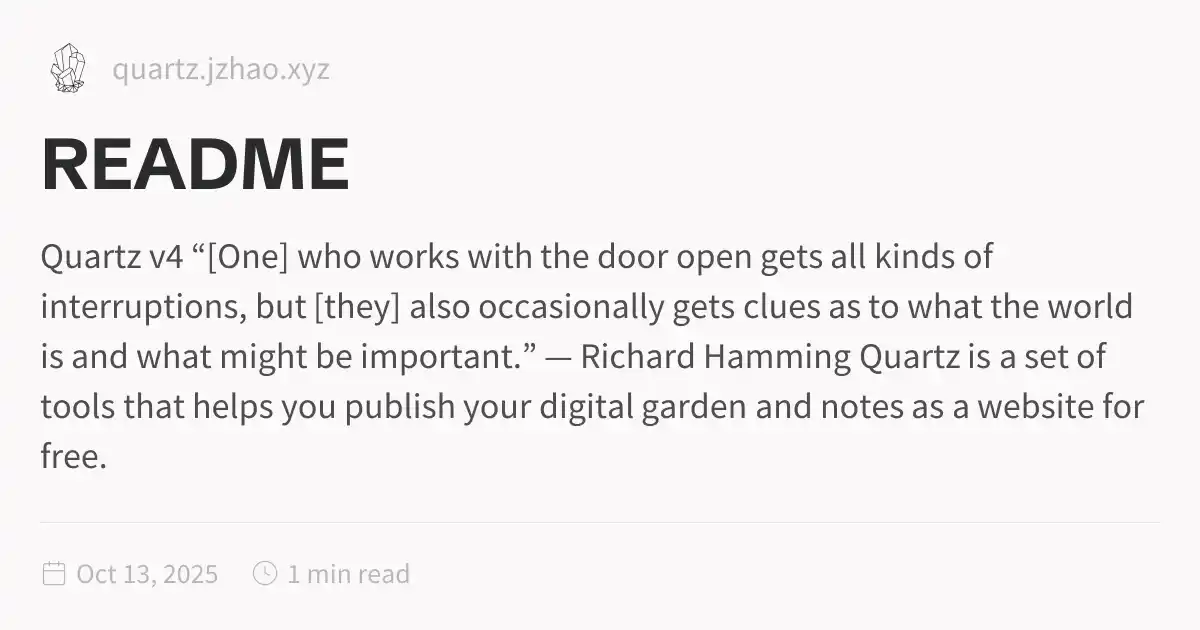 quartz.jzhao.xyz
README
Quartz v4 “[One] who works with the door open gets all kinds of
interruptions, but [they] also occasionally gets clues as to what the world
is and what might be important.” — Richard Hamming Quartz is a set of
tools that helps you publish your digital garden and notes as a website for
free.
Oct 13, 2025 1 min read